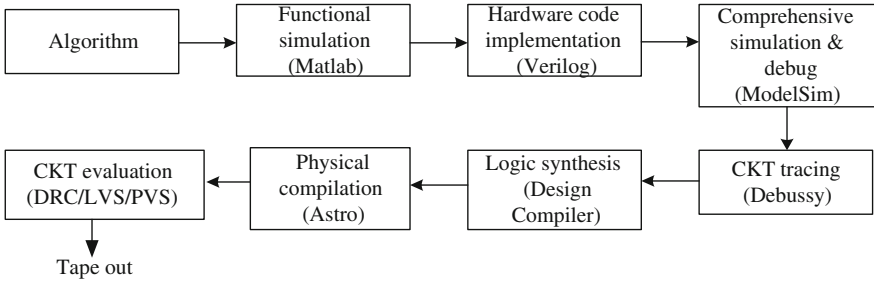 Algorithm
Functional
simulation
(Matlab)
Hardware code
implementation
(Verilog)
Comprehensive
simulation &
debug
(ModelSim)
CKT tracing
(Debussy)
Logic synthesis
(Design
Compiler)
Physical
compilation
(Astro)
CKT evaluation
(DRC/LVS/PVS)
Tape out